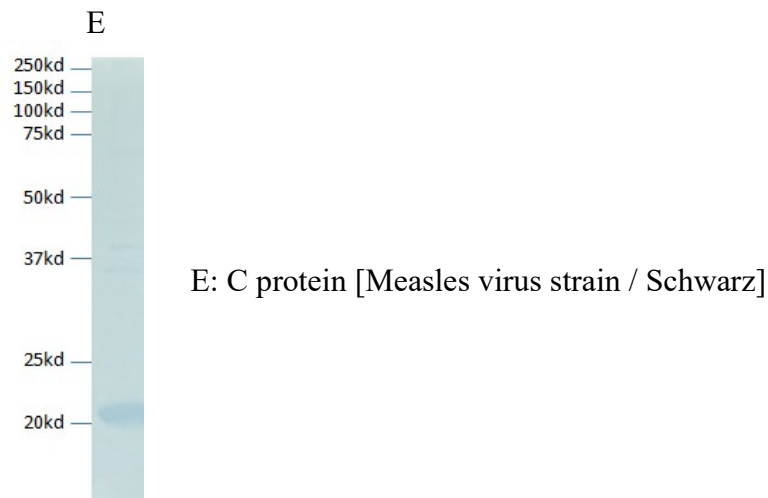 E
250kd
150kd
100kd
75kd
50kd
37kd
E: C protein [Measles virus strain / Schwarz]
25kd
20kd